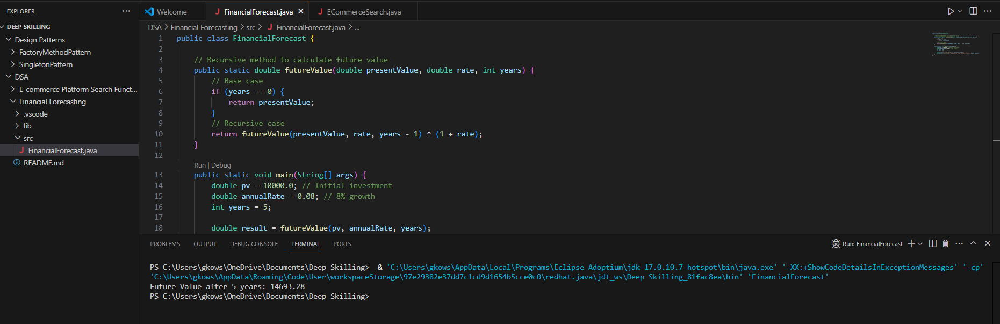 EXPLORER
DEEP SKILLING
Design Patterns
FactoryMethodPattern
SingletonPattern
DSA
E-commerce Platform Search Funct...
Financial Forecasting
.vscode
lib
src
J FinancialForecast.java
README.md
Welcome
J FinancialForecast.java
J ECommerceSearch.java
DSA > Financial Forecasting > src > J FinancialForecast.java > ...
1 public class FinancialForecast {
2
3 // Recursive method to calculate future value
4 public static double futureValue(double presentValue, double rate, int years) {
5 // Base case
6 if (years == 0) {
7 return presentValue;
8 }
9 // Recursive case
10 return futureValue(presentValue, rate, years - 1) * (1 + rate);
11 }
12
Run | Debug
13 public static void main(String[] args) {
14 double pv = 10000.0; // Initial investment
15 double annualRate = 0.08; // 8% growth
16 int years = 5;
17
18 double result = futureValue(pv, annualRate, years);
PROBLEMS OUTPUT DEBUG CONSOLE TERMINAL PORTS
Run: FinancialForecast
PS C:\Users\gkows\OneDrive\Documents\Deep Skilling> & 'C:\Users\gkows\AppData\Local\Programs\Eclipse Adoptium\jdk-17.0.10.7-hotspot\bin\java.exe' '-XX:+ShowCodeDetailsInExceptionMessages' '-cp'
'C:\Users\gkows\AppData\Roaming\Code\User\workspaceStorage\97e29382e37dd7c1cd9d1654b5cce0c0\redhat.java\jdt_ws\Deep Skilling_81fac8ea\bin' 'FinancialForecast'
Future Value after 5 years: 14693.28
PS C:\Users\gkows\OneDrive\Documents\Deep Skilling>